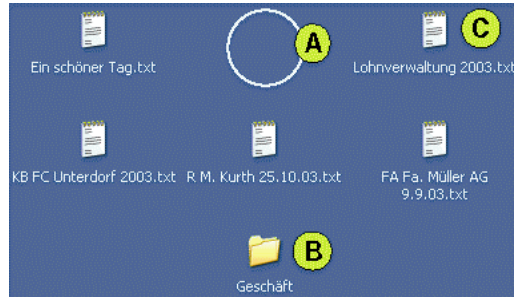 A
C
Ein schöner Tag.txt
Lohnverwaltung 2003.txt
KB FC Unterdorf 2003.txt
R M. Kurth 25.10.03.txt
FA Fa. Müller AG
9.9.03.txt
B
Geschäft